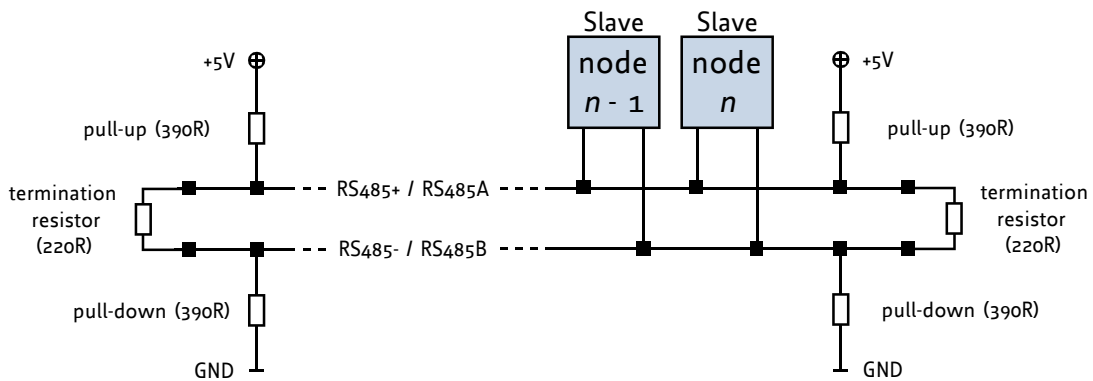 Slave
Slave
+5V
node
n - 1
node
n
+5V
pull-up (390R)
pull-up (390R)
termination
resistor
(220R)
RS485+ / RS485A
RS485- / RS485B
termination
resistor
(220R)
pull-down (390R)
pull-down (390R)
GND
GND